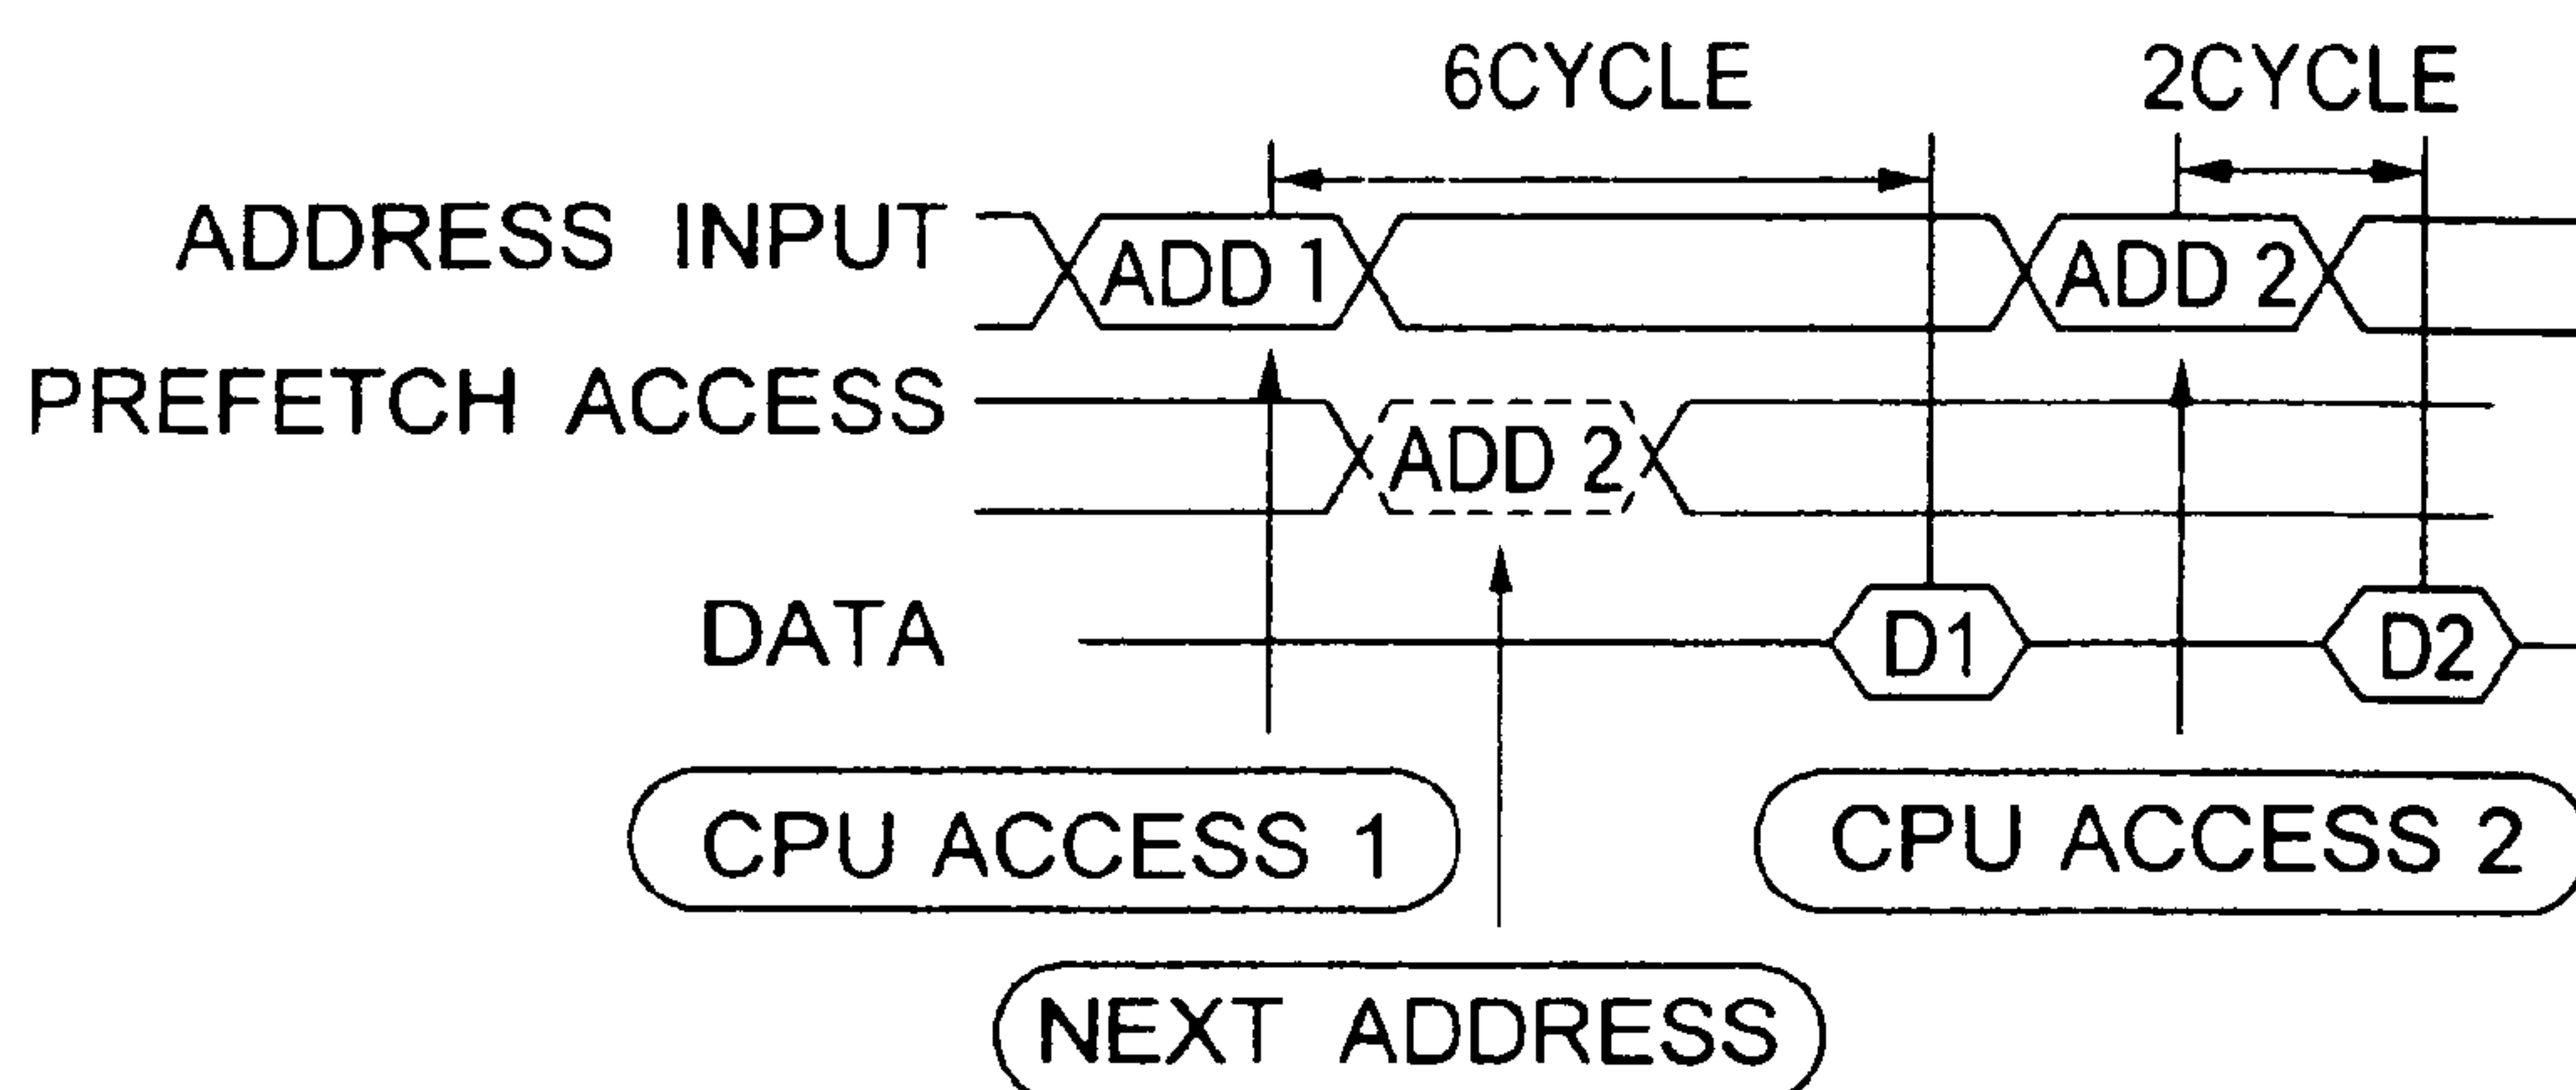 6CYCLE 2CYCLE
ADDRESS INPUT ADD 1 ADD 2
PREFETCH ACCESS ADD 2
DATA D1 D2
CPU ACCESS 1 CPU ACCESS 2
NEXT ADDRESS